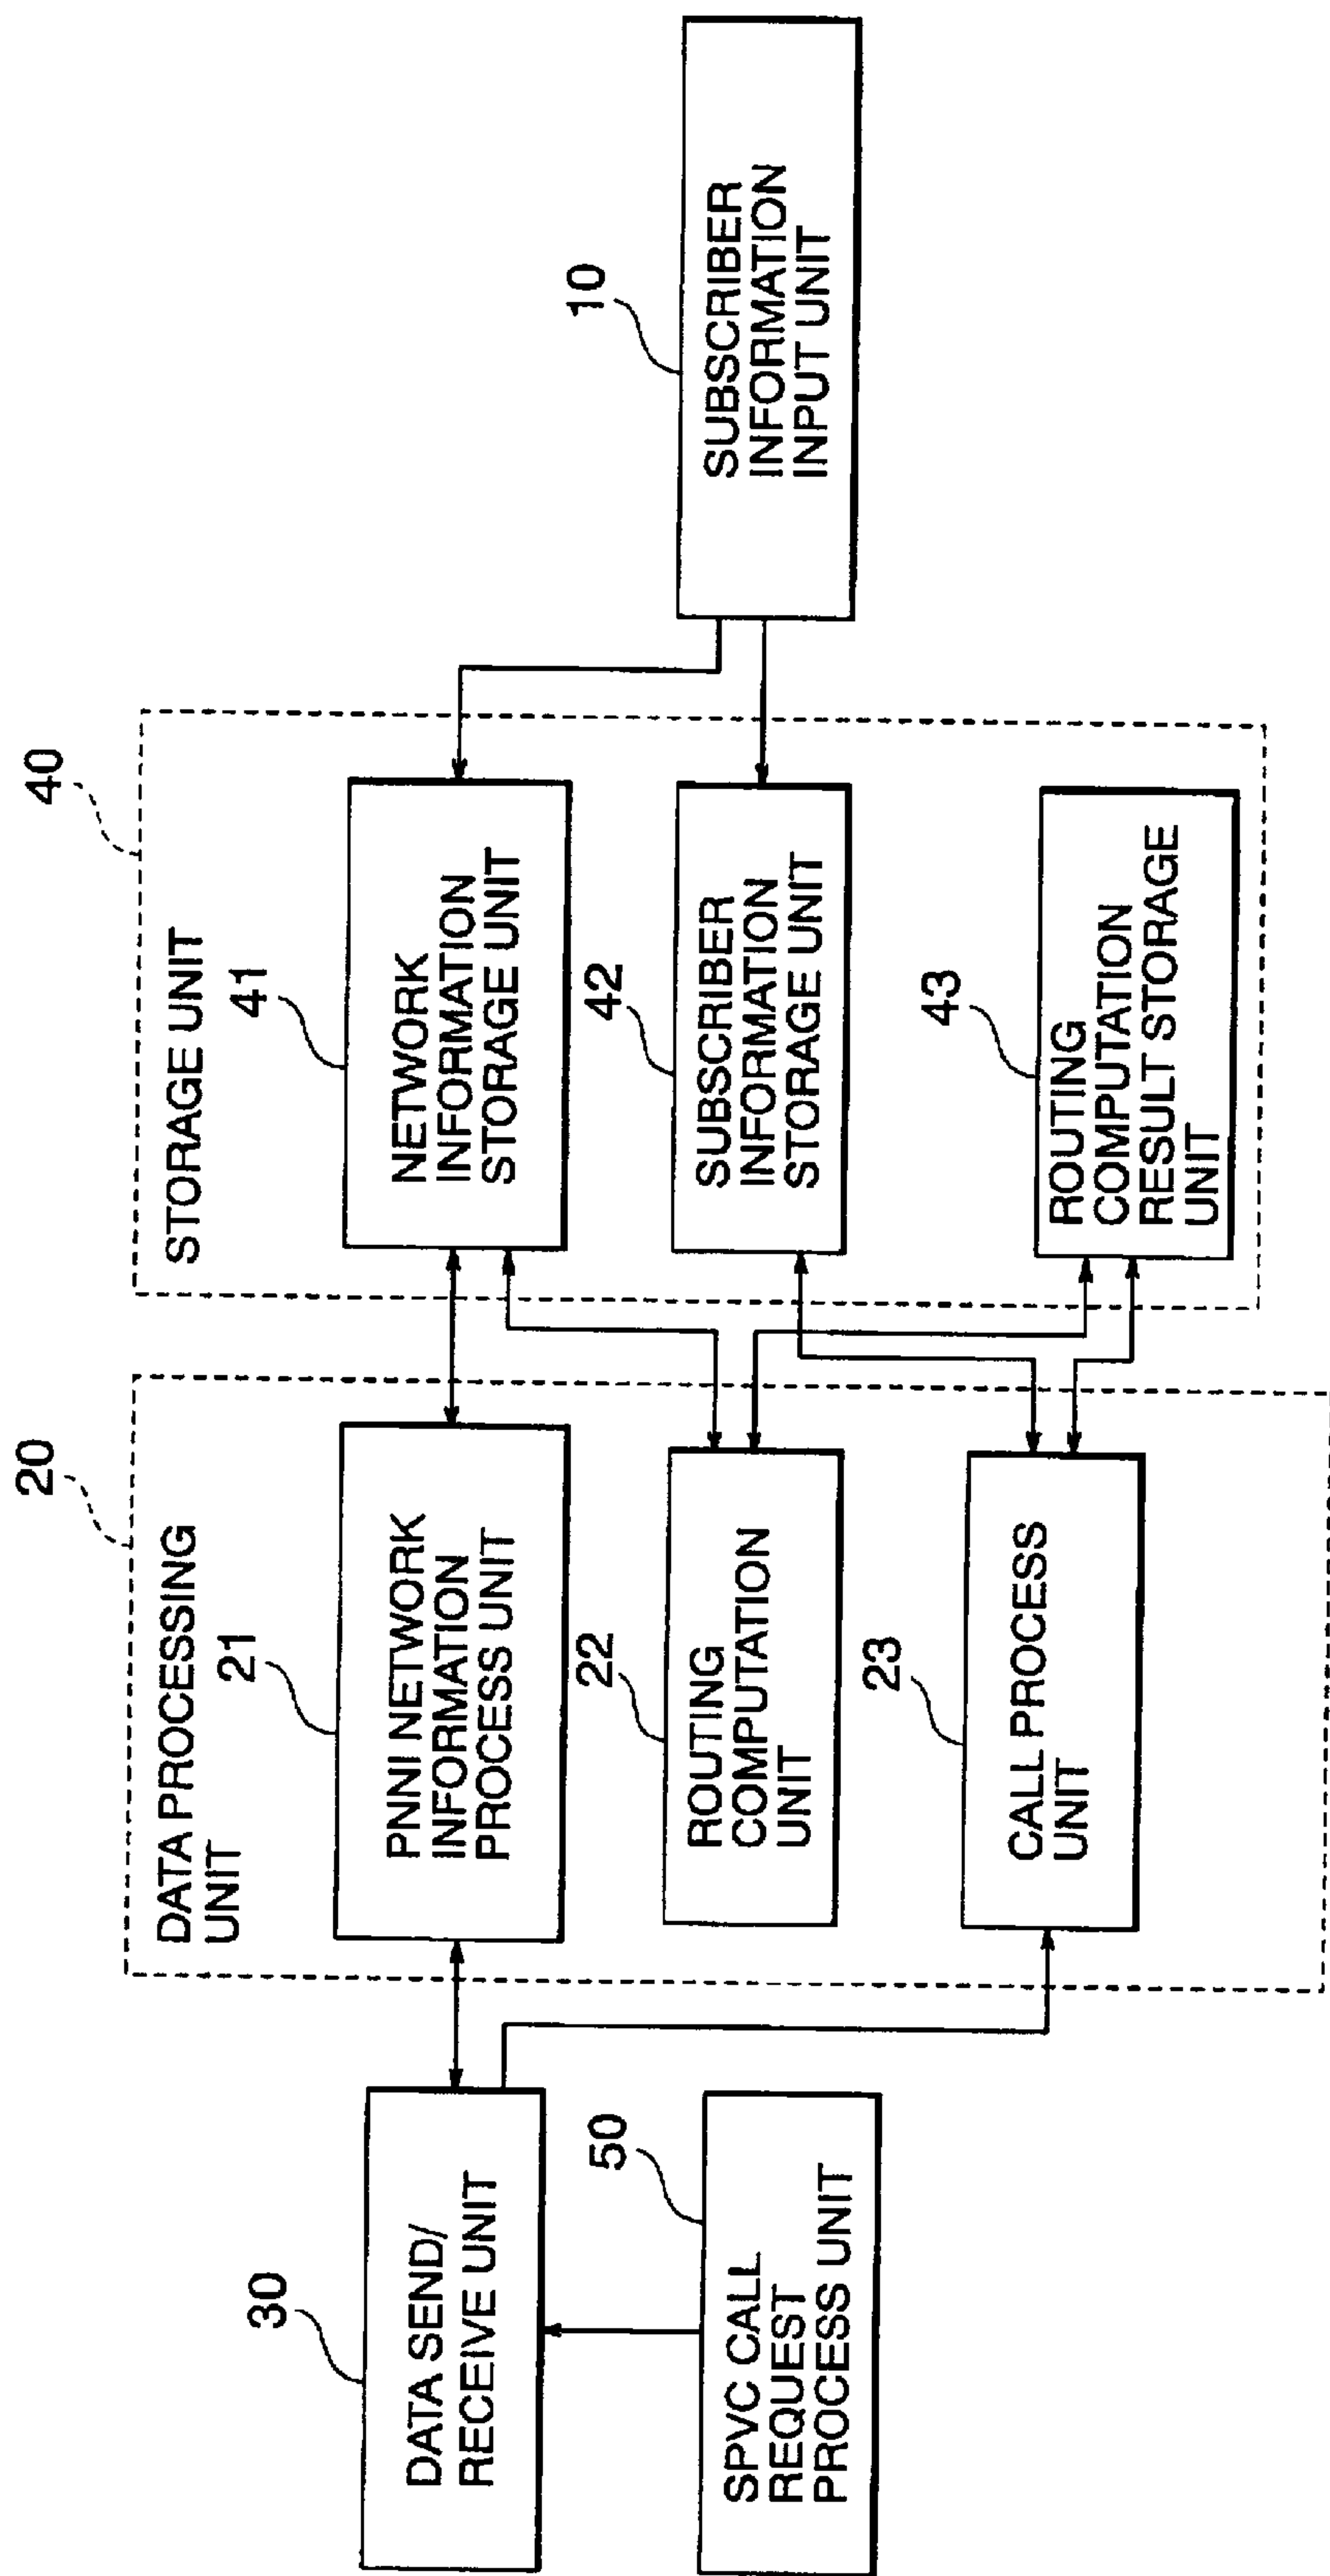 20
DATA PROCESSING
UNIT
40
STORAGE UNIT
30
DATA SEND/
RECEIVE UNIT
21
PNNI NETWORK
INFORMATION
PROCESS UNIT
41
NETWORK
INFORMATION
STORAGE UNIT
50
SPVC CALL
REQUEST
PROCESS UNIT
22
ROUTING
COMPUTATION
UNIT
42
SUBSCRIBER
INFORMATION
STORAGE UNIT
10
SUBSCRIBER
INFORMATION
INPUT UNIT
23
CALL PROCESS
UNIT
43
ROUTING
COMPUTATION
RESULT STORAGE
UNIT